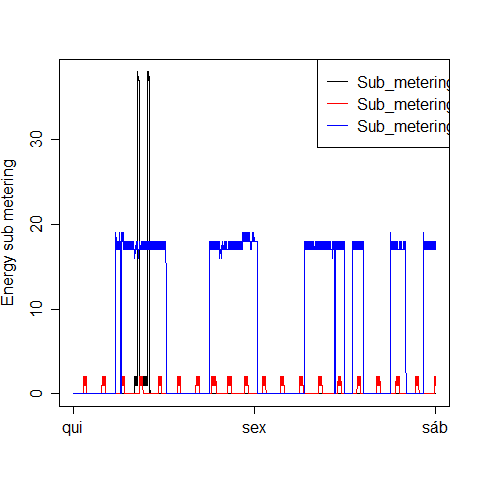 Sub_metering
Sub_metering
Sub_metering
Energy sub metering
30
20
10
0
qui sex sáb